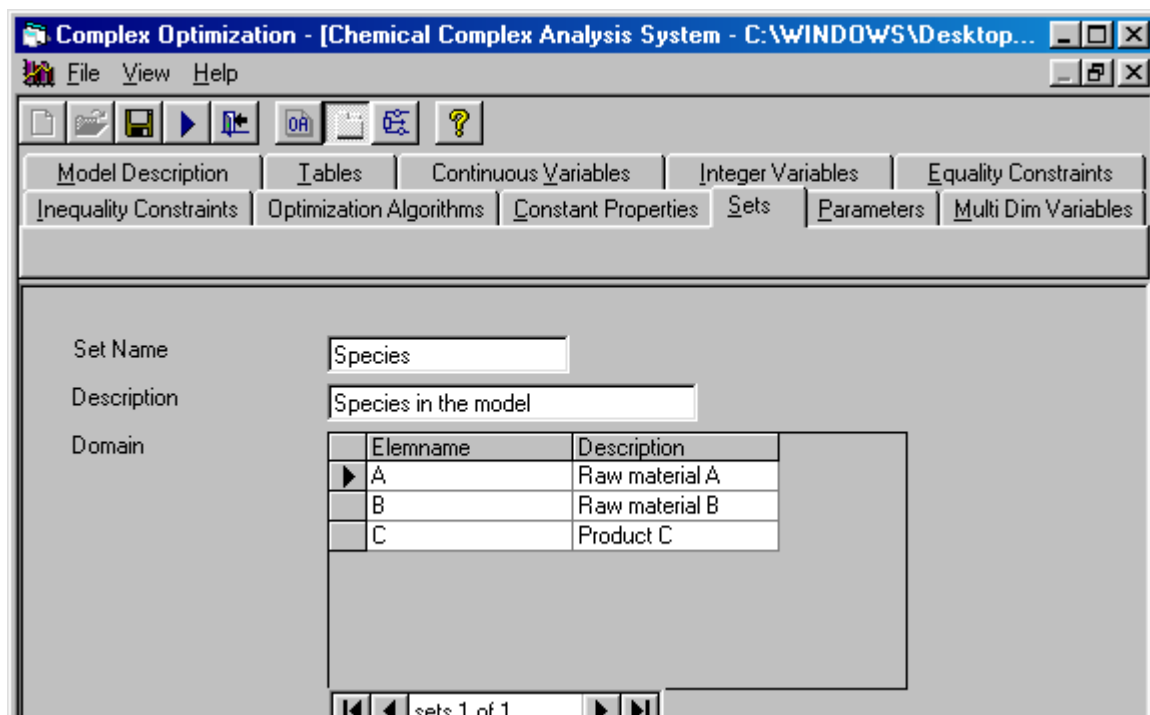 Complex Optimization - [Chemical Complex Analysis System - C:\WINDOWS\Desktop...
File View Help
OA
?
Model Description Tables Continuous Variables Integer Variables Equality Constraints
Inequality Constraints Optimization Algorithms Constant Properties Sets Parameters Multi Dim Variables
Set Name Species
Description Species in the model
Domain Elemname Description
A Raw material A
B Raw material B
C Product C
sets 1 of 1